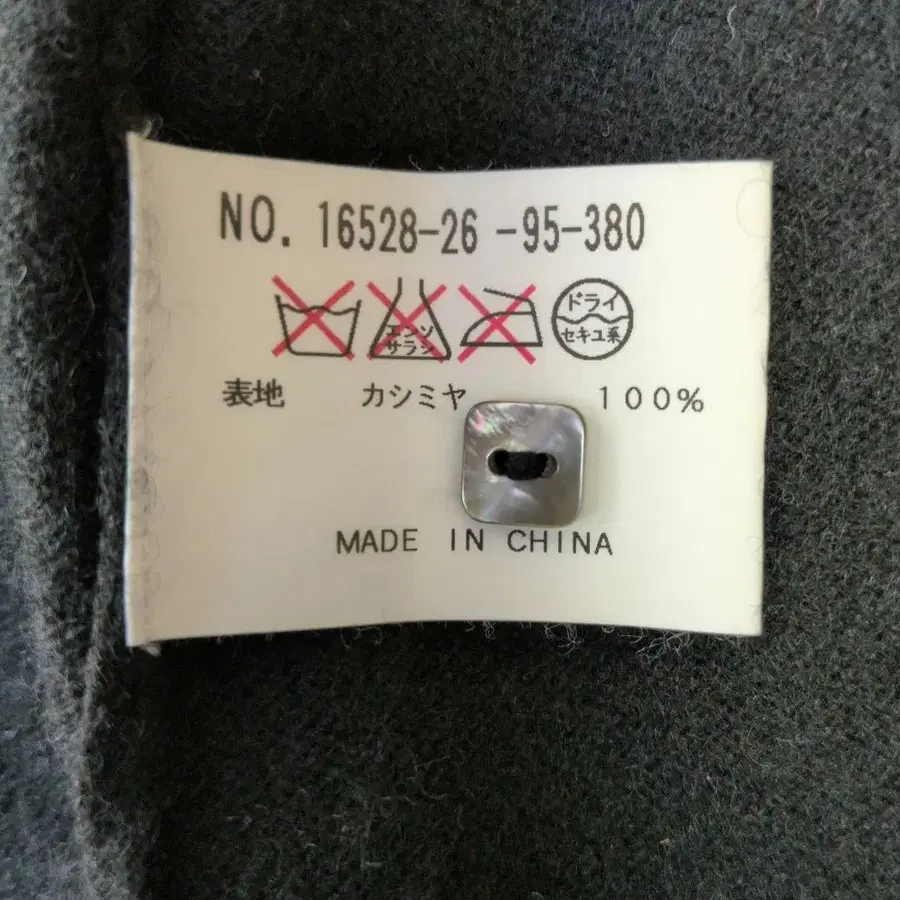 NO. 16528-26 -95-380
エンソ
サラシ
ドライ
セキユ系
表地 カシミヤ 100%
MADE IN CHINA